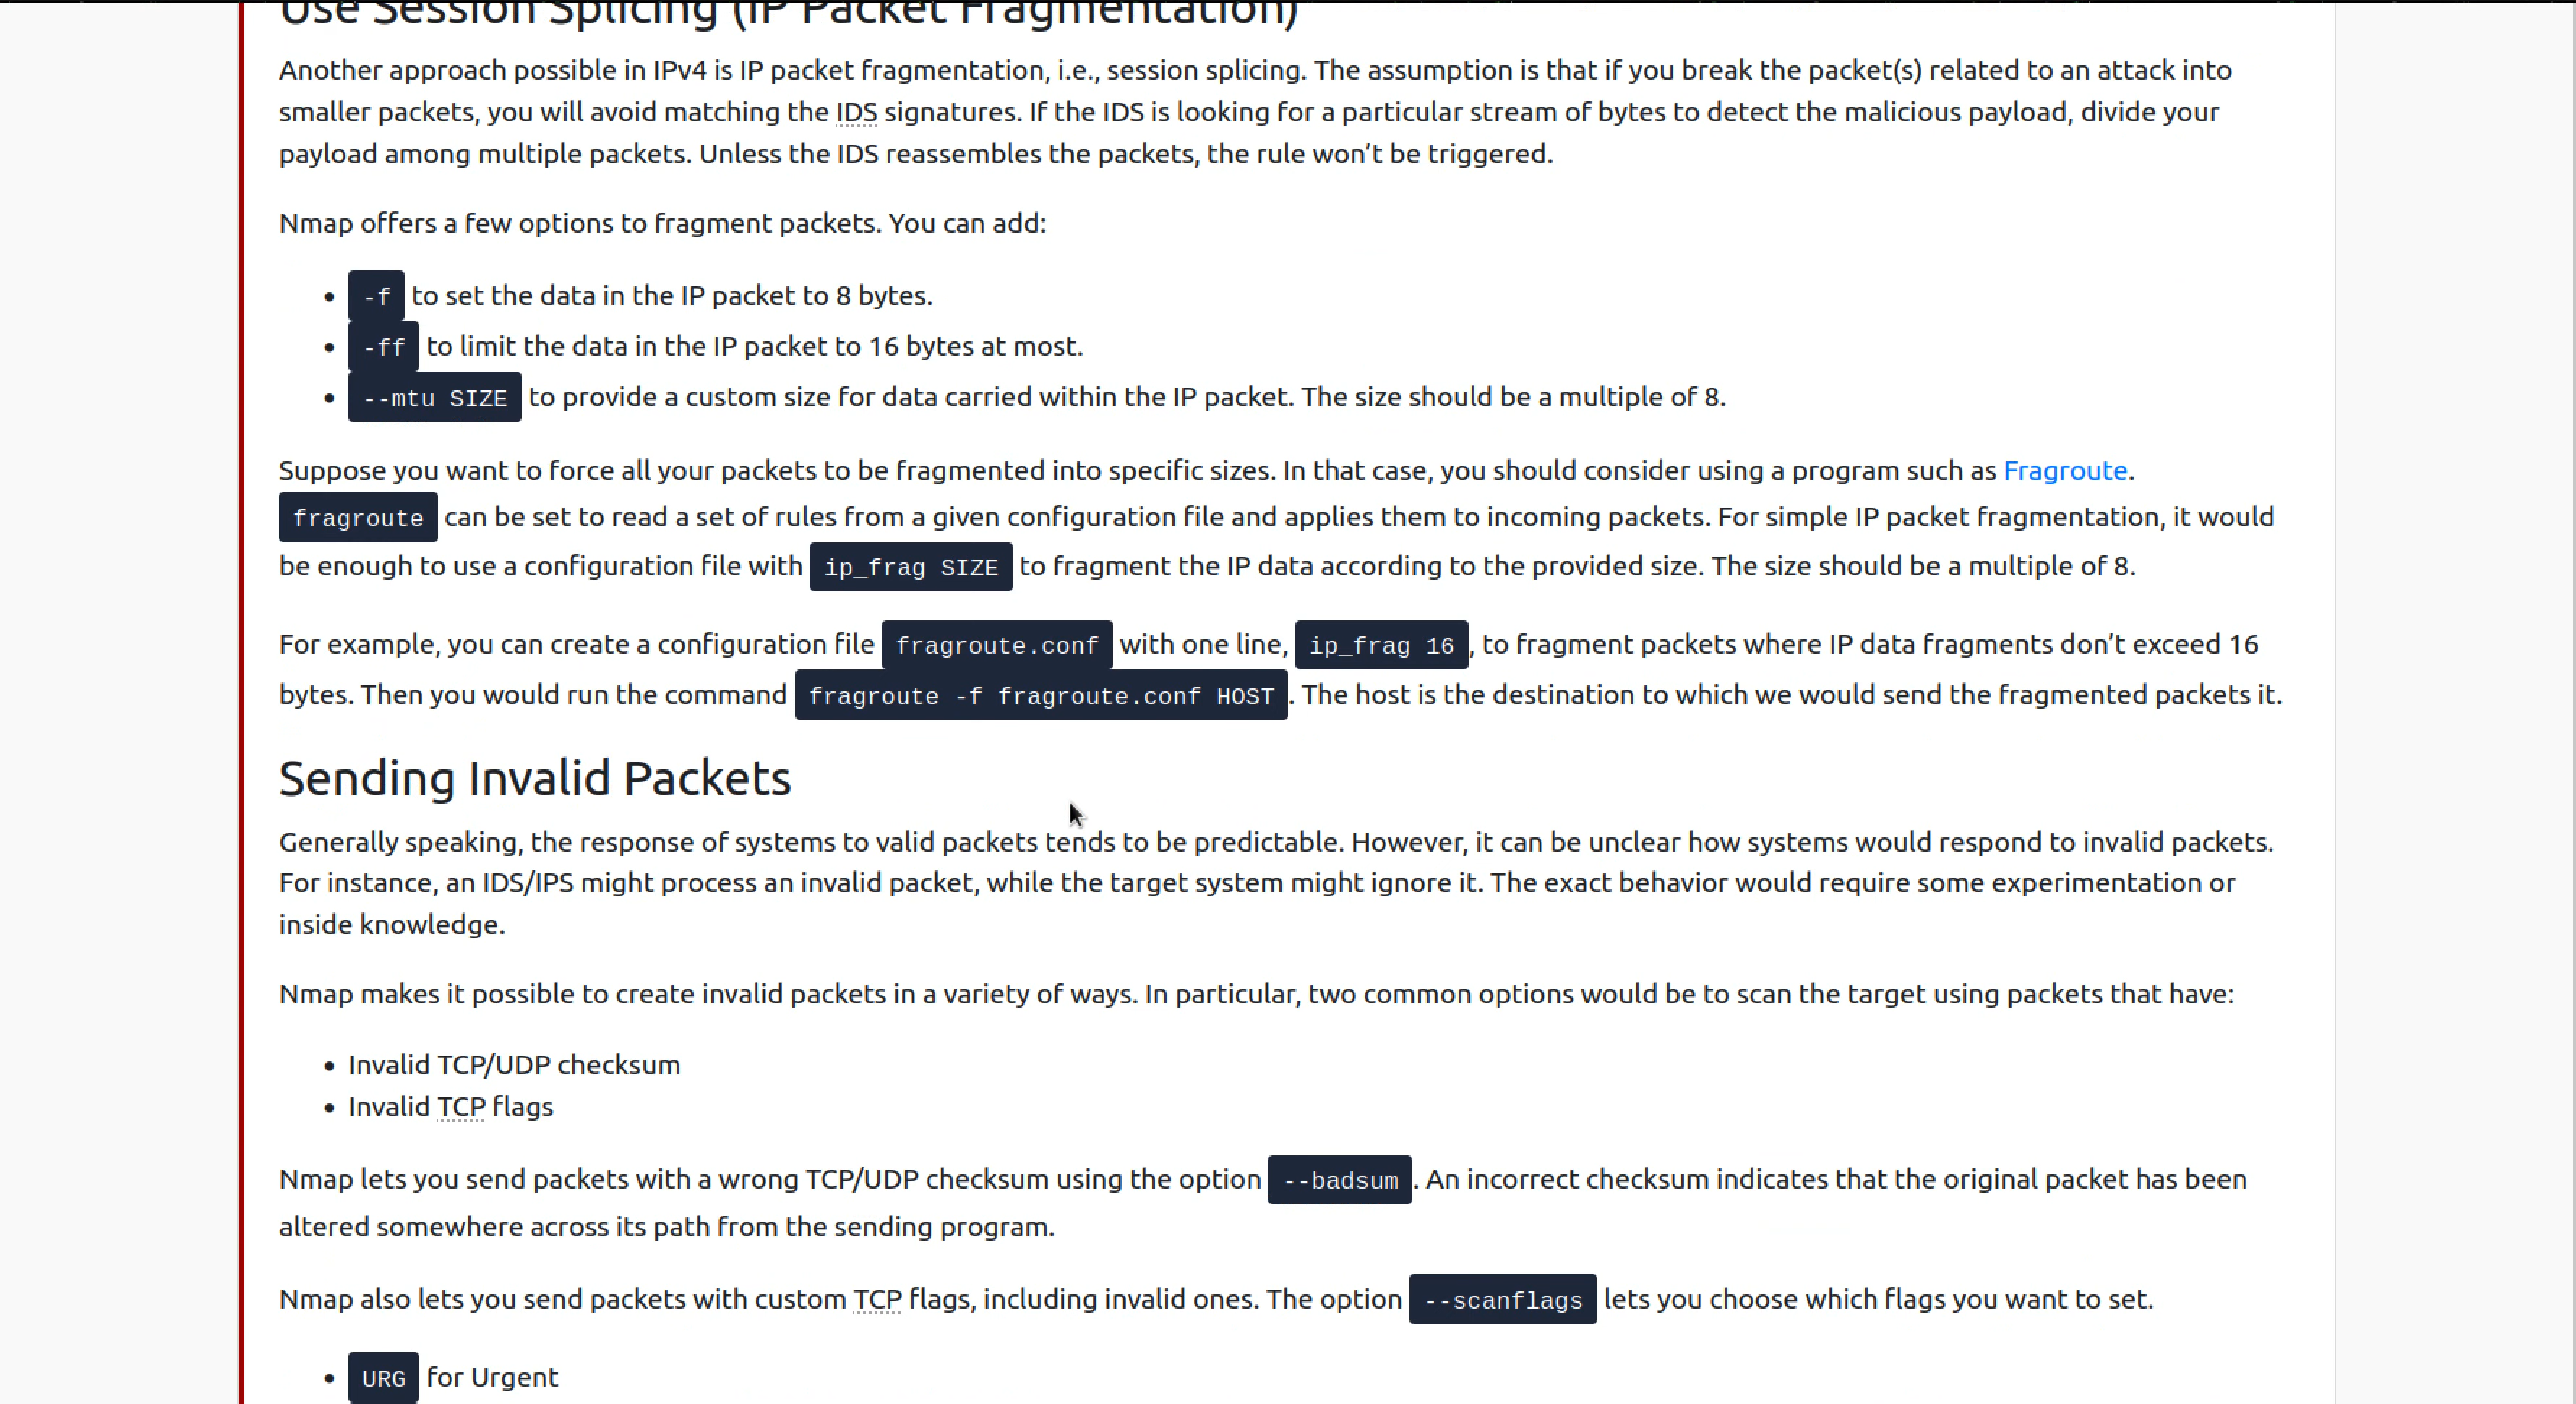 Use Session Splicing (IP Packet Fragmentation)
Another approach possible in IPv4 is IP packet fragmentation, i.e., session splicing. The assumption is that if you break the packet(s) related to an attack into
smaller packets, you will avoid matching the IDS signatures. If the IDS is looking for a particular stream of bytes to detect the malicious payload, divide your
payload among multiple packets. Unless the IDS reassembles the packets, the rule won’t be triggered.
Nmap offers a few options to fragment packets. You can add:
• -f to set the data in the IP packet to 8 bytes.
• -ff to limit the data in the IP packet to 16 bytes at most.
• --mtu SIZE to provide a custom size for data carried within the IP packet. The size should be a multiple of 8.
Suppose you want to force all your packets to be fragmented into specific sizes. In that case, you should consider using a program such as Fragroute.
fragroute can be set to read a set of rules from a given configuration file and applies them to incoming packets. For simple IP packet fragmentation, it would
be enough to use a configuration file with ip_frag SIZE to fragment the IP data according to the provided size. The size should be a multiple of 8.
For example, you can create a configuration file fragroute.conf with one line, ip_frag 16, to fragment packets where IP data fragments don’t exceed 16
bytes. Then you would run the command fragroute -f fragroute.conf HOST. The host is the destination to which we would send the fragmented packets it.
Sending Invalid Packets
Generally speaking, the response of systems to valid packets tends to be predictable. However, it can be unclear how systems would respond to invalid packets.
For instance, an IDS/IPS might process an invalid packet, while the target system might ignore it. The exact behavior would require some experimentation or
inside knowledge.
Nmap makes it possible to create invalid packets in a variety of ways. In particular, two common options would be to scan the target using packets that have:
• Invalid TCP/UDP checksum
• Invalid TCP flags
Nmap lets you send packets with a wrong TCP/UDP checksum using the option --badsum. An incorrect checksum indicates that the original packet has been
altered somewhere across its path from the sending program.
Nmap also lets you send packets with custom TCP flags, including invalid ones. The option --scanflags lets you choose which flags you want to set.
• URG for Urgent